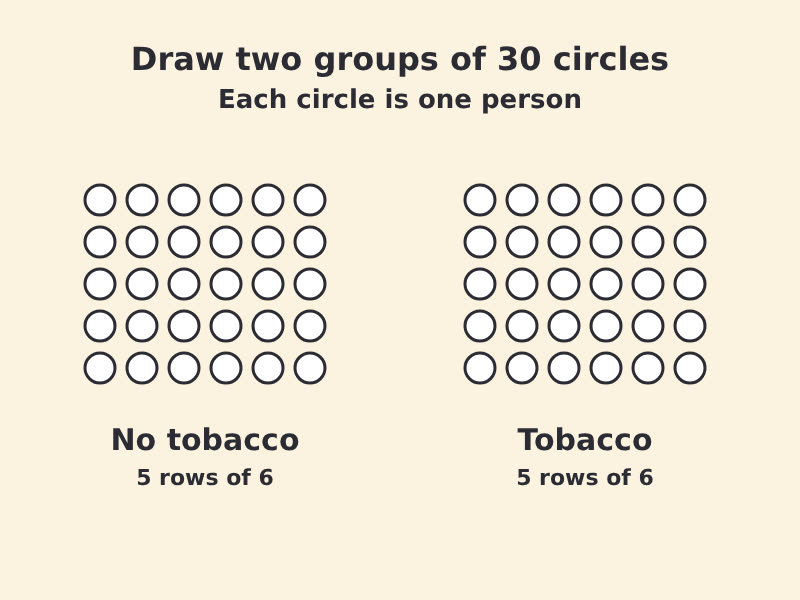 Draw two groups of 30 circles
Each circle is one person
No tobacco
5 rows of 6
Tobacco
5 rows of 6